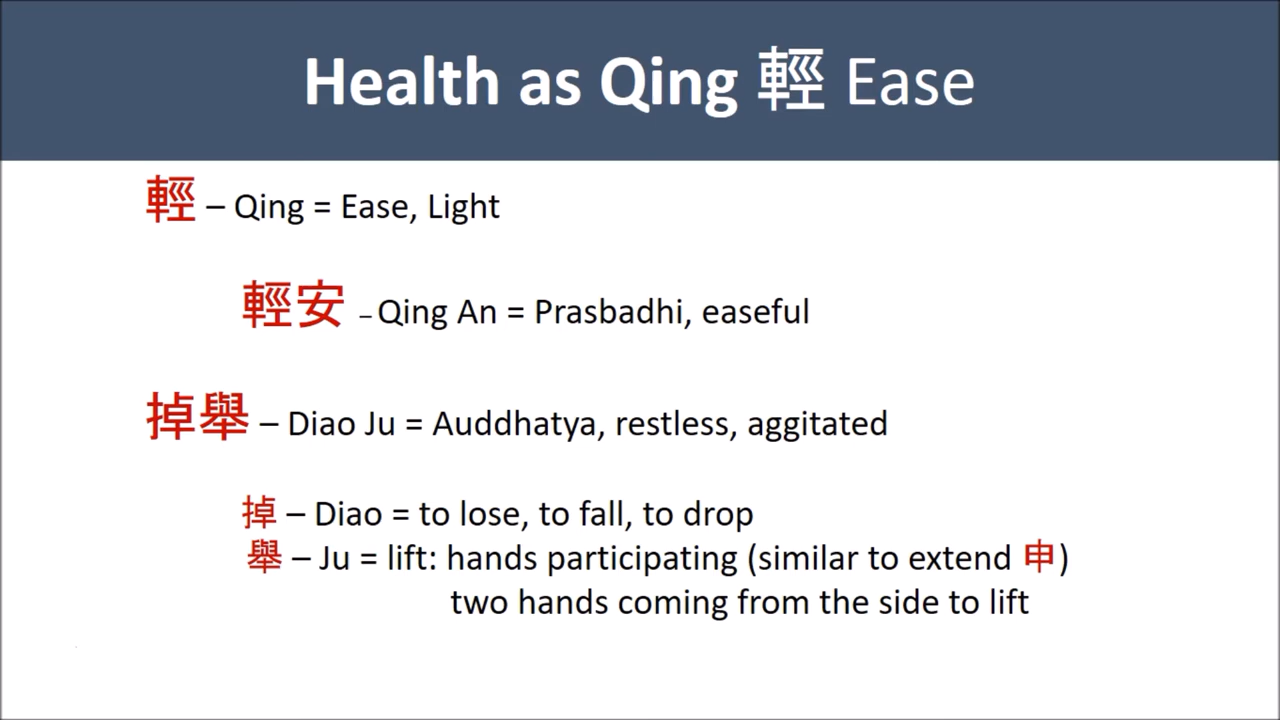 Health as Qing 輕 Ease
輕 – Qing = Ease, Light
輕安 – Qing An = Prasbadhi, easeful
掉舉 – Diao Ju = Auddhatya, restless, aggitated
掉 – Diao = to lose, to fall, to drop
舉 – Ju = lift: hands participating (similar to extend 申)
two hands coming from the side to lift